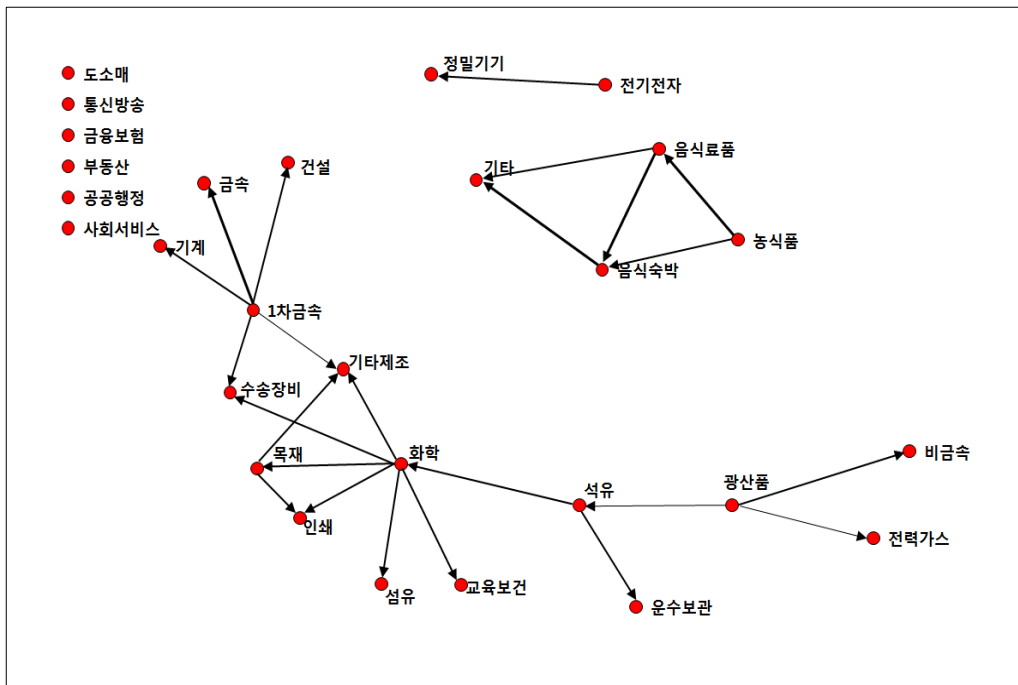 정밀기기
전기전자
도소매
통신방송
금융보험
부동산
공공행정
사회서비스
건설
금속
기계
기타
음식료품
농식품
음식숙박
1차금속
기타제조
수송장비
목재
화학
인쇄
섬유
교육보건
석유
광산품
비금속
전력가스
운수보관